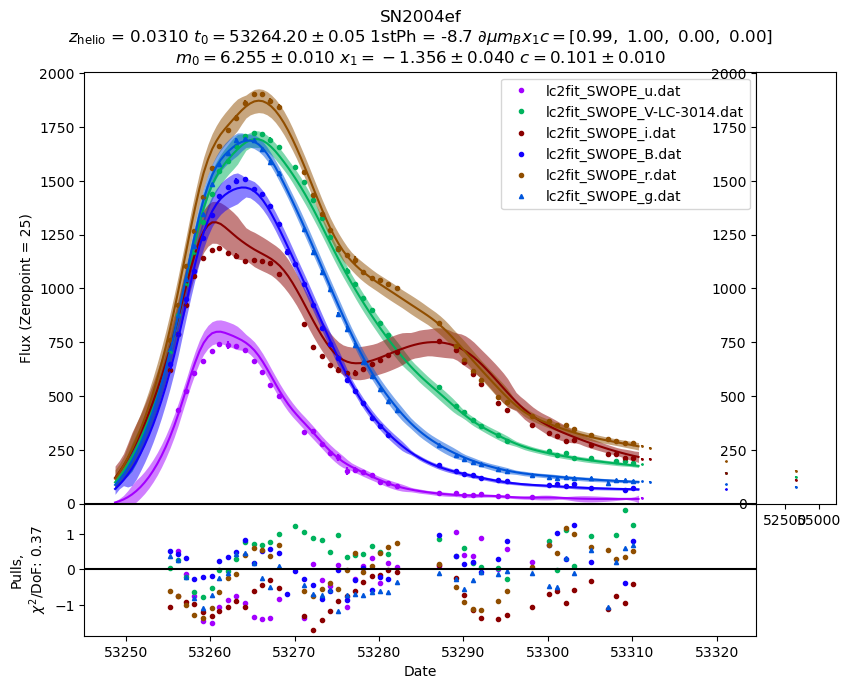 SN2004ef
z_helio = 0.0310 t_0 = 53264.20 ± 0.05 1stPh = -8.7 ∂μm_Bx_1c = [0.99, 1.00, 0.00, 0.00]
m_0 = 6.255 ± 0.010 x_1 = −1.356 ± 0.040 c = 0.101 ± 0.010
2000
1750
1500
1250
1000
750
500
250
0
Flux (Zeropoint = 25)
lc2fit_SWOPE_u.dat
lc2fit_SWOPE_V-LC-3014.dat
lc2fit_SWOPE_i.dat
lc2fit_SWOPE_B.dat
lc2fit_SWOPE_r.dat
lc2fit_SWOPE_g.dat
2000
1750
1500
1250
1000
750
500
250
0
1
0
−1
Pulls,
χ²/DoF: 0.37
53250 53260 53270 53280 53290 53300 53310 53320
Date